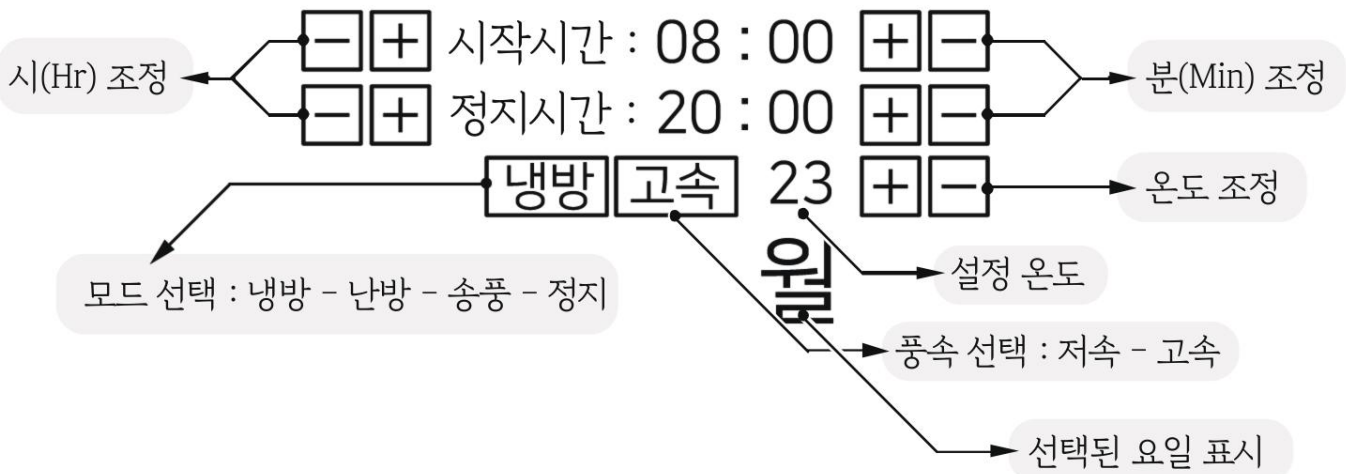 − + 시작시간 : 08 : 00 + −
시(Hr) 조정
분(Min) 조정
− + 정지시간 : 20 : 00 + −
냉방 고속 23 + −
온도 조정
월
설정 온도
모드 선택 : 냉방 - 난방 - 송풍 - 정지
풍속 선택 : 저속 - 고속
선택된 요일 표시